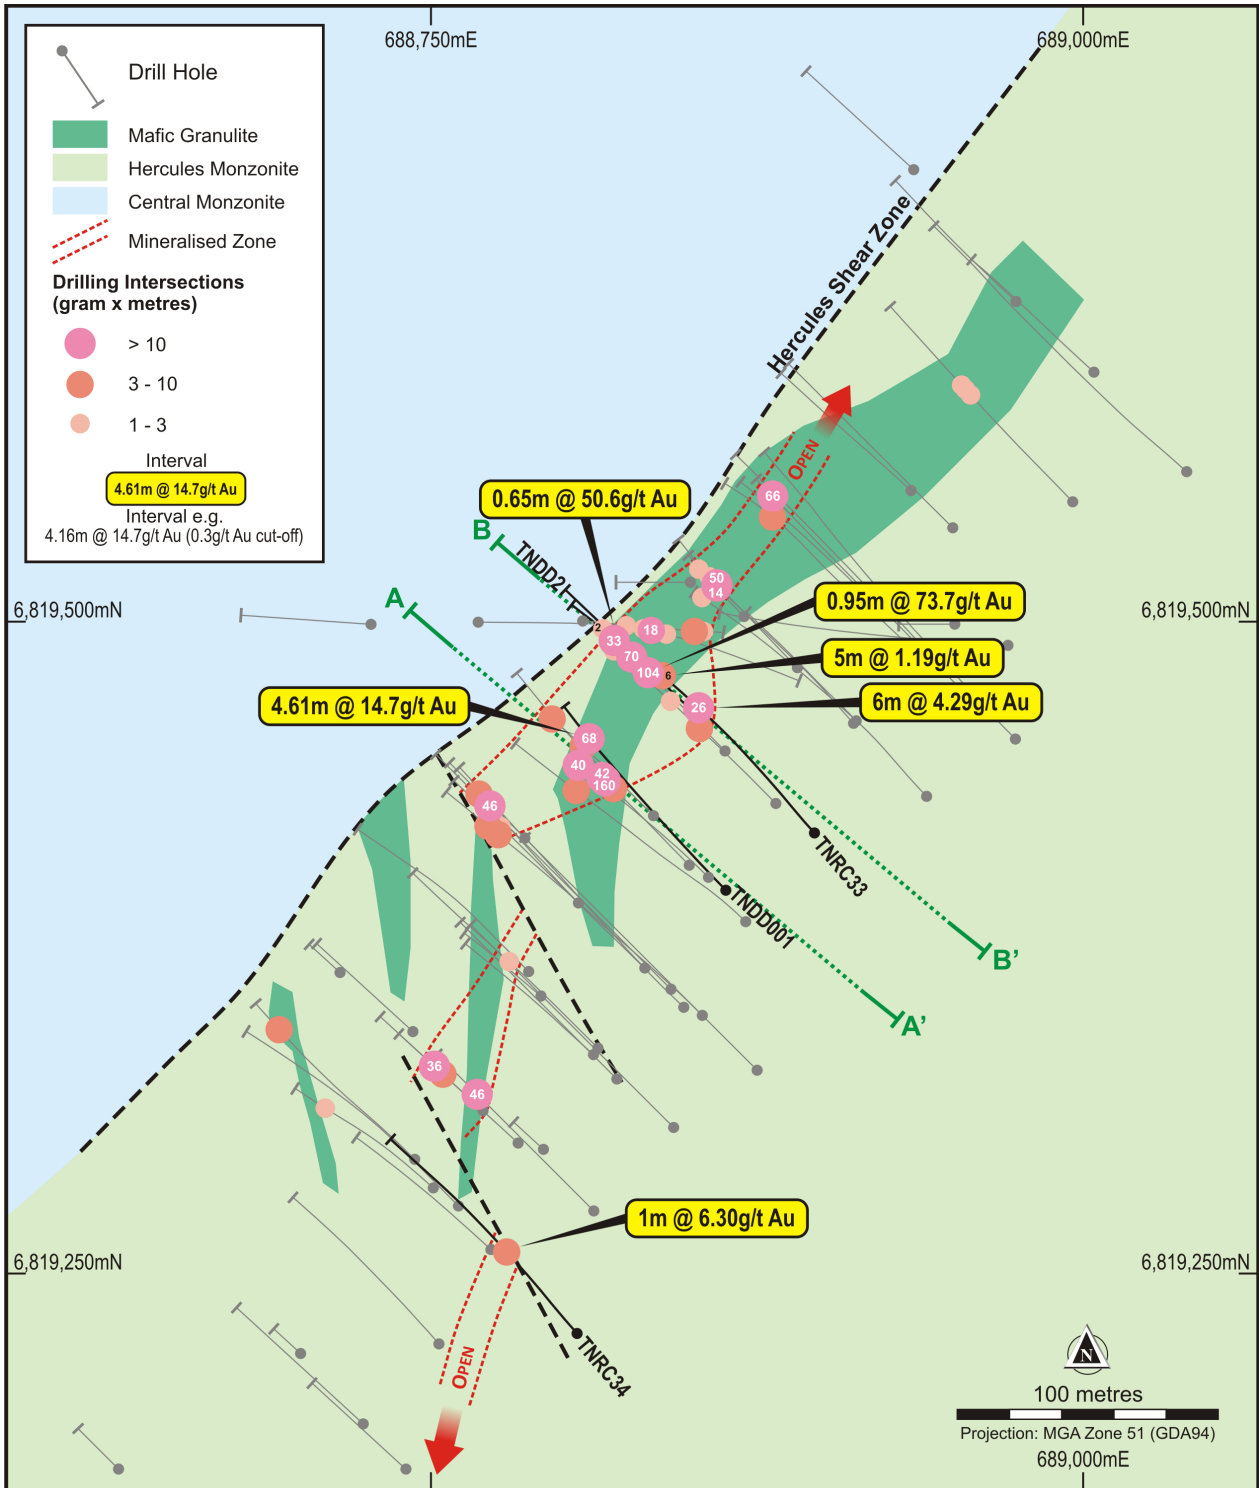 688,750mE
689,000mE
Drill Hole
Mafic Granulite
Hercules Monzonite
Central Monzonite
Mineralised Zone
Drilling Intersections
(gram x metres)
> 10
3 - 10
1 - 3
Interval
4.61m @ 14.7g/t Au
Interval e.g.
4.16m @ 14.7g/t Au (0.3g/t Au cut-off)
Hercules Shear Zone
OPEN
66
0.65m @ 50.6g/t Au
B
TNDD21
A
50
14
0.95m @ 73.7g/t Au
6,819,500mN
6,819,500mN
2
33
18
70
104
6
5m @ 1.19g/t Au
4.61m @ 14.7g/t Au
26
6m @ 4.29g/t Au
68
40
42
160
46
TNRC33
TNDD001
B'
A'
36
46
1m @ 6.30g/t Au
6,819,250mN
6,819,250mN
TNRC34
OPEN
N
100 metres
Projection: MGA Zone 51 (GDA94)
689,000mE